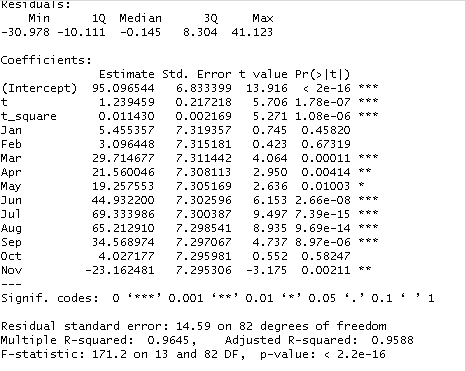 Residuals:
Min 1Q Median 3Q Max
-30.978 -10.111 -0.145 8.304 41.123
Coefficients:
Estimate Std. Error t value Pr(>|t|)
(Intercept) 95.096544 6.833399 13.916 < 2e-16 ***
t 1.239459 0.217218 5.706 1.78e-07 ***
t_square 0.011430 0.002169 5.271 1.08e-06 ***
Jan 5.455357 7.319357 0.745 0.45820
Feb 3.096448 7.315181 0.423 0.67319
Mar 29.714677 7.311442 4.064 0.00011 ***
Apr 21.560046 7.308113 2.950 0.00414 **
May 19.257553 7.305169 2.636 0.01003 *
Jun 44.932200 7.302596 6.153 2.66e-08 ***
Jul 69.333986 7.300387 9.497 7.39e-15 ***
Aug 65.212910 7.298541 8.935 9.69e-14 ***
Sep 34.568974 7.297067 4.737 8.97e-06 ***
Oct 4.027177 7.295981 0.552 0.58247
Nov -23.162481 7.295306 -3.175 0.00211 **
---
Signif. codes: 0 ‘***’ 0.001 ‘**’ 0.01 ‘*’ 0.05 ‘.’ 0.1 ‘ ’ 1
Residual standard error: 14.59 on 82 degrees of freedom
Multiple R-squared: 0.9645, Adjusted R-squared: 0.9588
F-statistic: 171.2 on 13 and 82 DF, p-value: < 2.2e-16